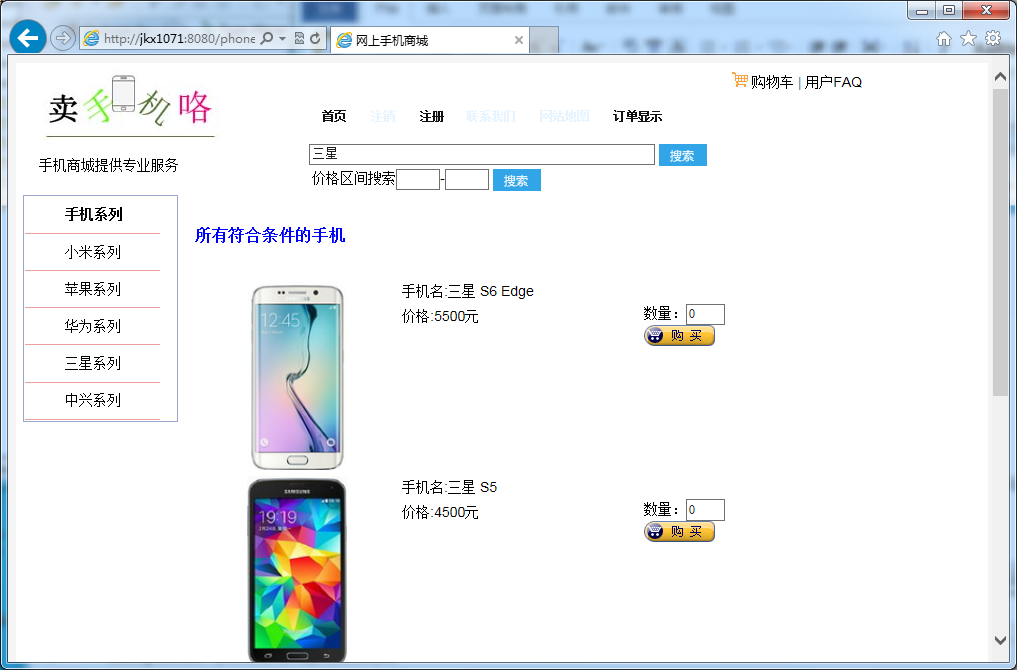 http://jkx1071:8080/phone
网上手机商城
卖手机咯
购物车 | 用户FAQ
首页 注销 注册 联系我们 网站地图 订单显示
手机商城提供专业服务
三星 搜索
价格区间搜索 - 搜索
手机系列
小米系列
苹果系列
华为系列
三星系列
中兴系列
所有符合条件的手机
12:45
手机名:三星 S6 Edge
价格:5500元
数量：0
购 买
SAMSUNG
19:19
手机名:三星 S5
价格:4500元
数量：0
购 买